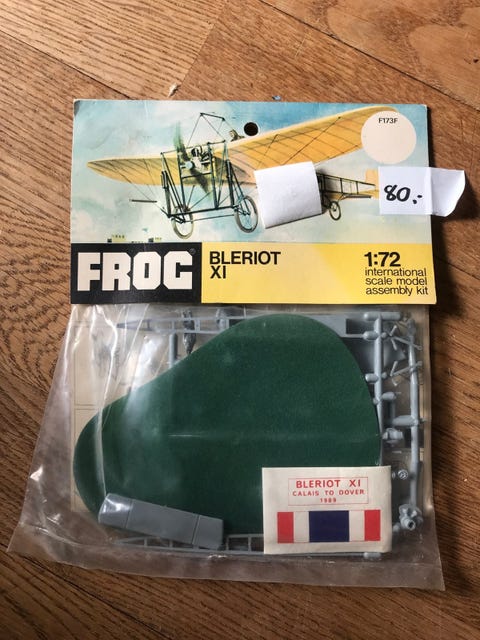 F173F
80.-
FROG
BLERIOT
XI
1:72
international
scale model
assembly kit
BLERIOT XI
CALAIS TO DOVER
1909